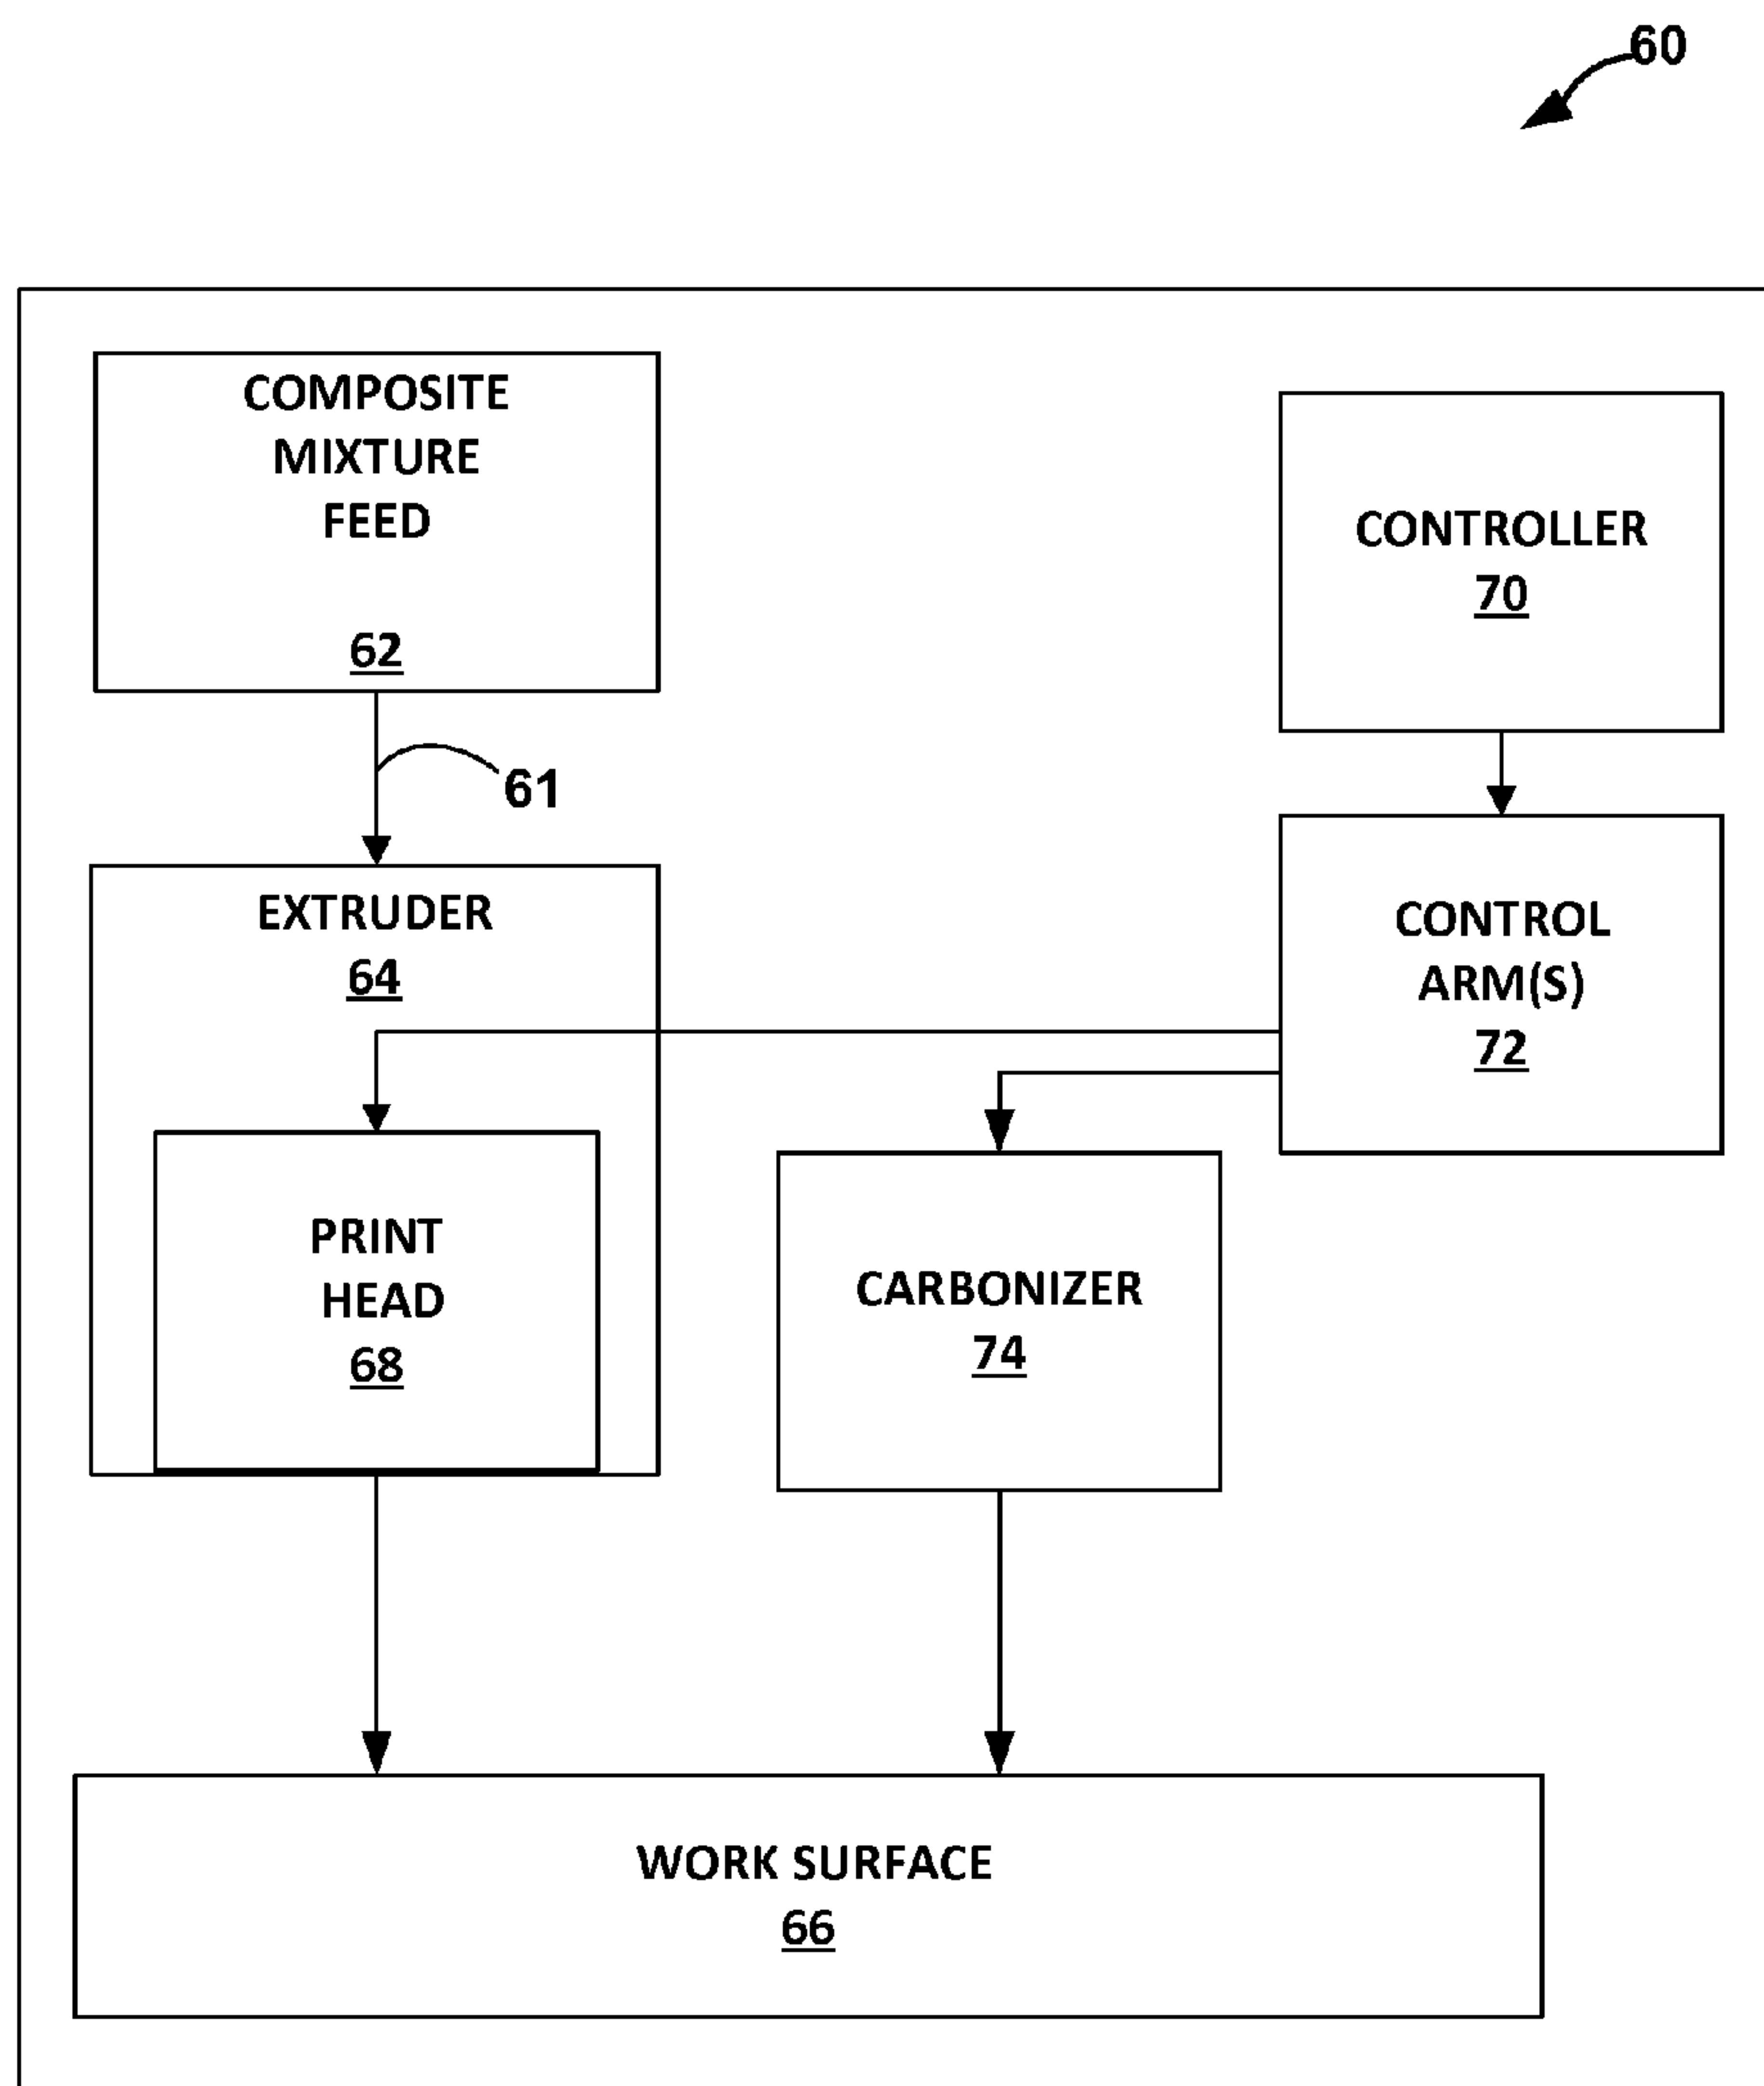 60
COMPOSITE
MIXTURE
FEED
62
CONTROLLER
70
61
EXTRUDER
64
CONTROL
ARM(S)
72
PRINT
HEAD
68
CARBONIZER
74
WORK SURFACE
66